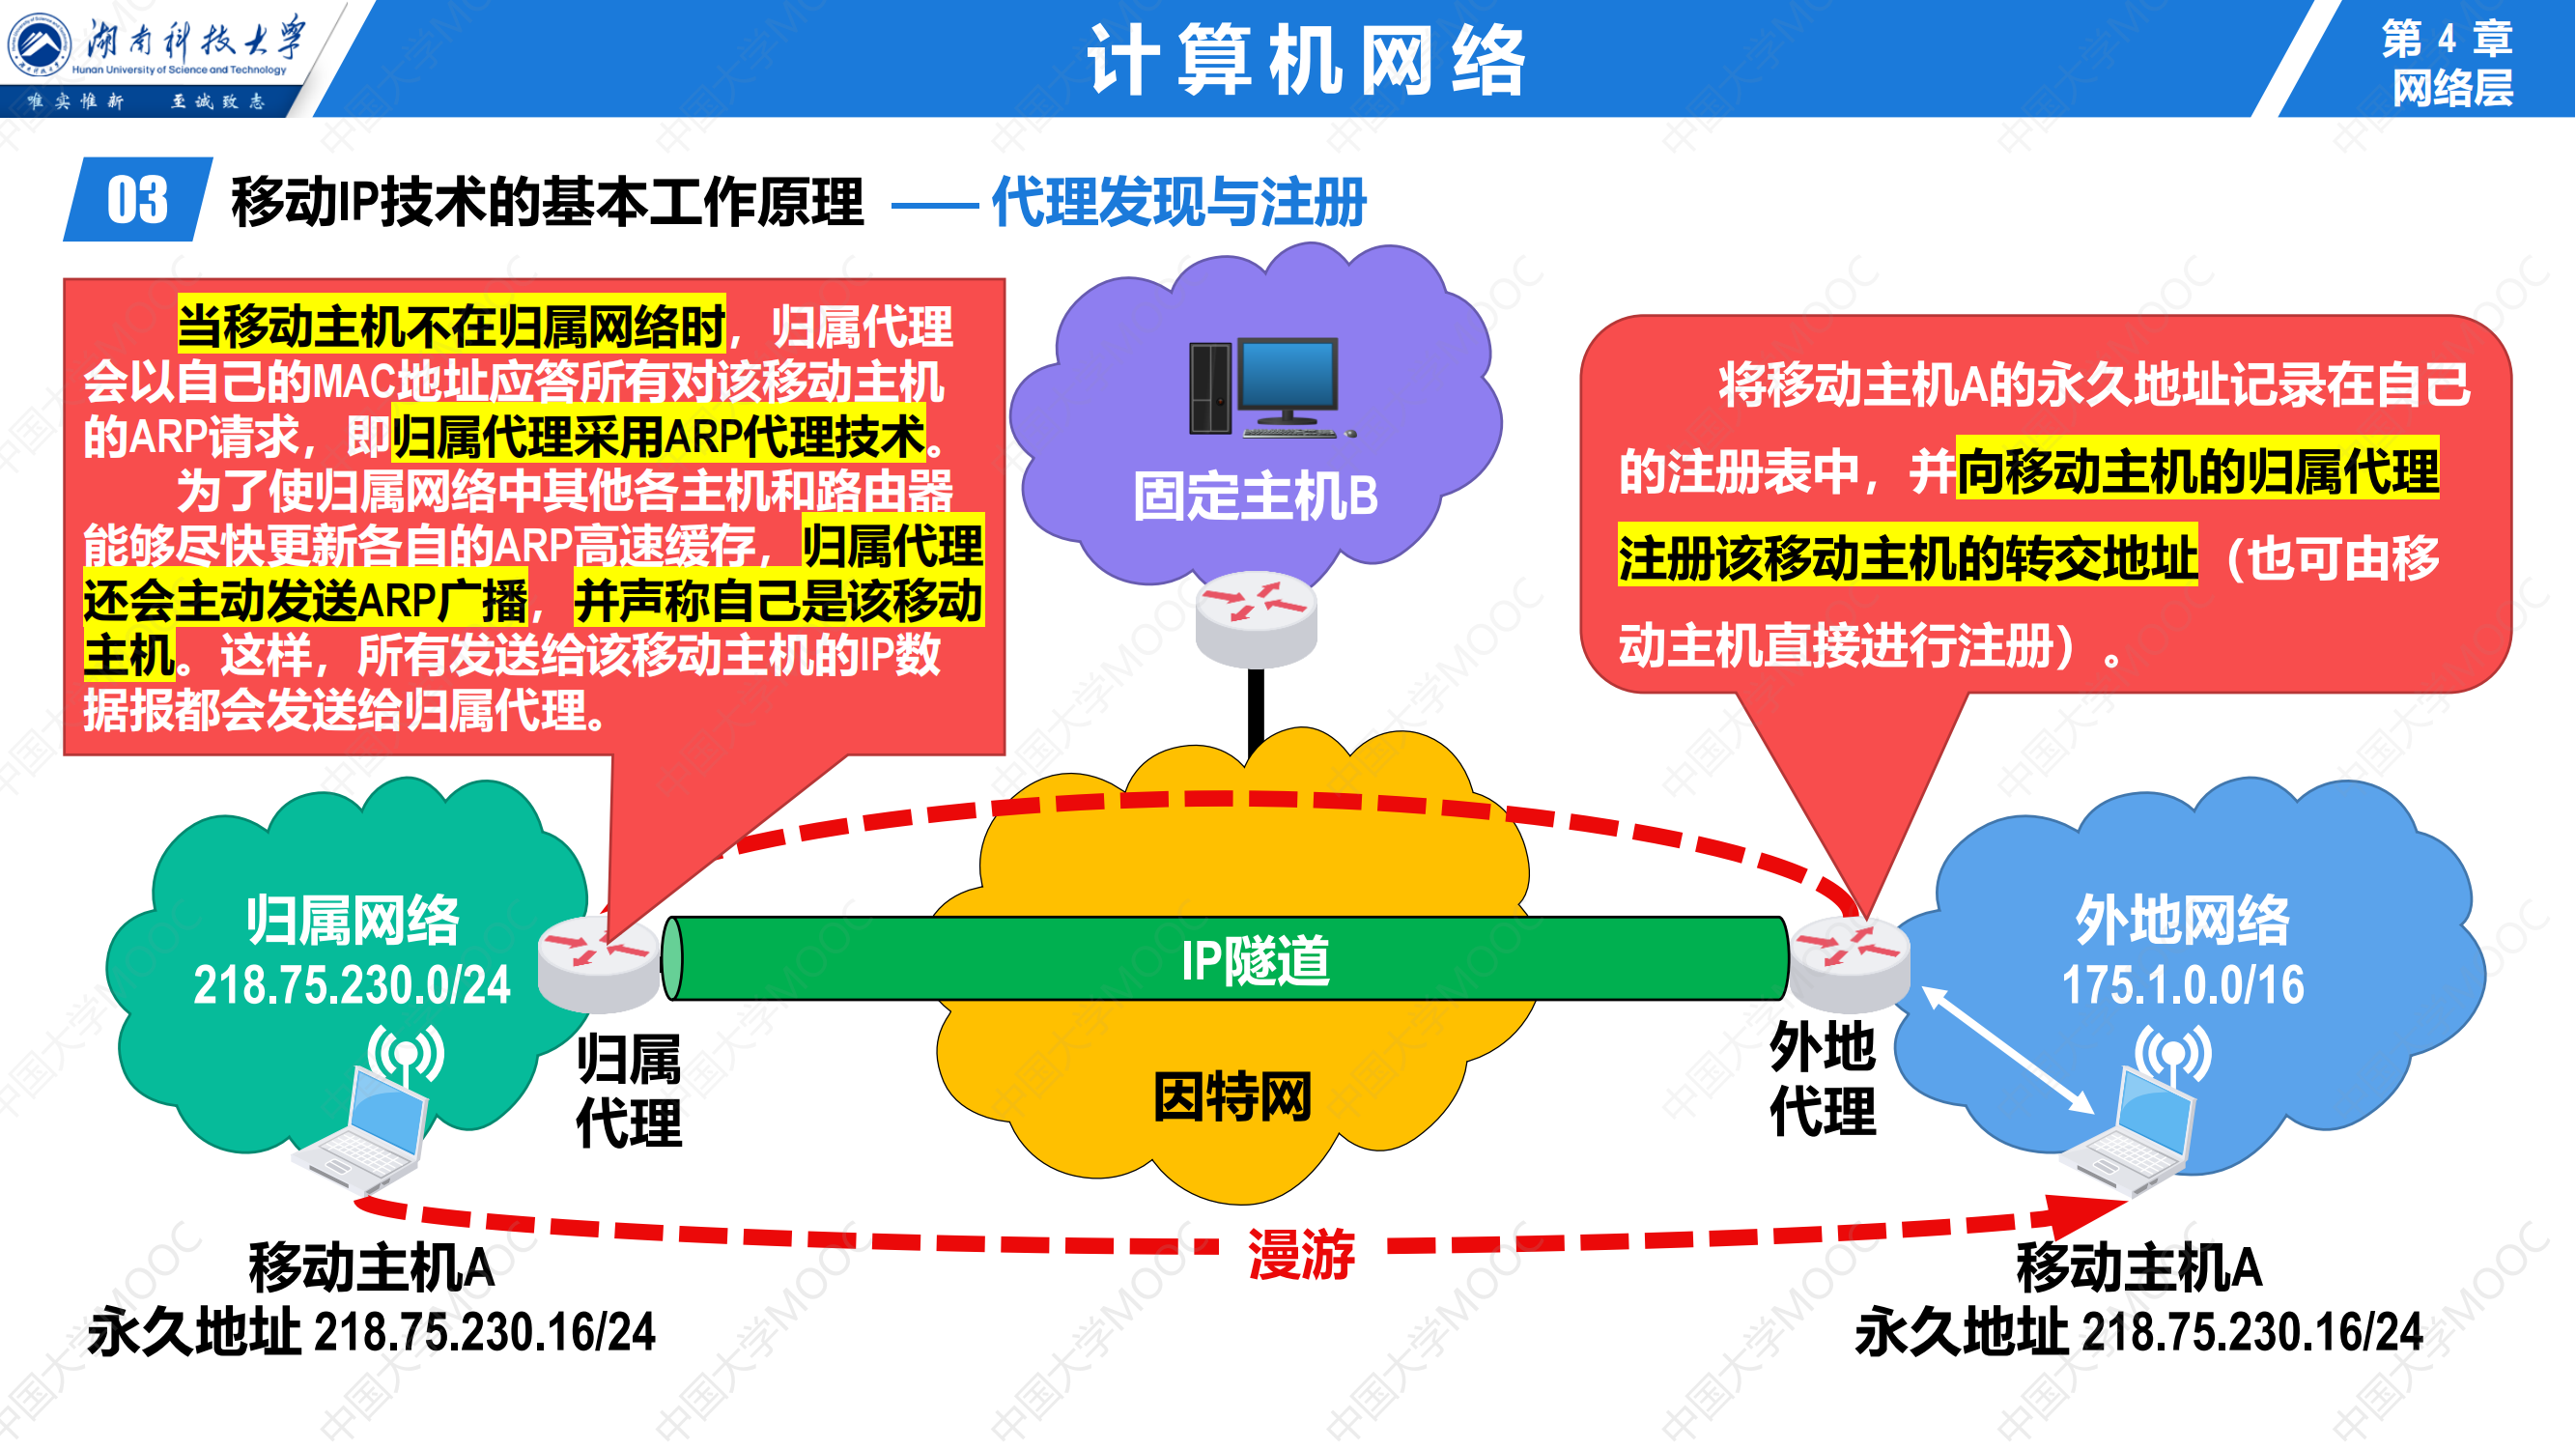 湖南科技大学
Hunan University of Science and Technology
唯实惟新 至诚致志
计算机网络
第 4 章
网络层
03 移动IP技术的基本工作原理 —— 代理发现与注册
当移动主机不在归属网络时，归属代理
会以自己的MAC地址应答所有对该移动主机
的ARP请求，即归属代理采用ARP代理技术。
为了使归属网络中其他各主机和路由器
能够尽快更新各自的ARP高速缓存，归属代理
还会主动发送ARP广播，并声称自己是该移动
主机。这样，所有发送给该移动主机的IP数
据报都会发送给归属代理。
固定主机B
将移动主机A的永久地址记录在自己
的注册表中，并向移动主机的归属代理
注册该移动主机的转交地址（也可由移
动主机直接进行注册）。
归属网络
218.75.230.0/24
归属
代理
IP隧道
因特网
外地
代理
外地网络
175.1.0.0/16
漫游
移动主机A
永久地址 218.75.230.16/24
移动主机A
永久地址 218.75.230.16/24
中国大学MOOC